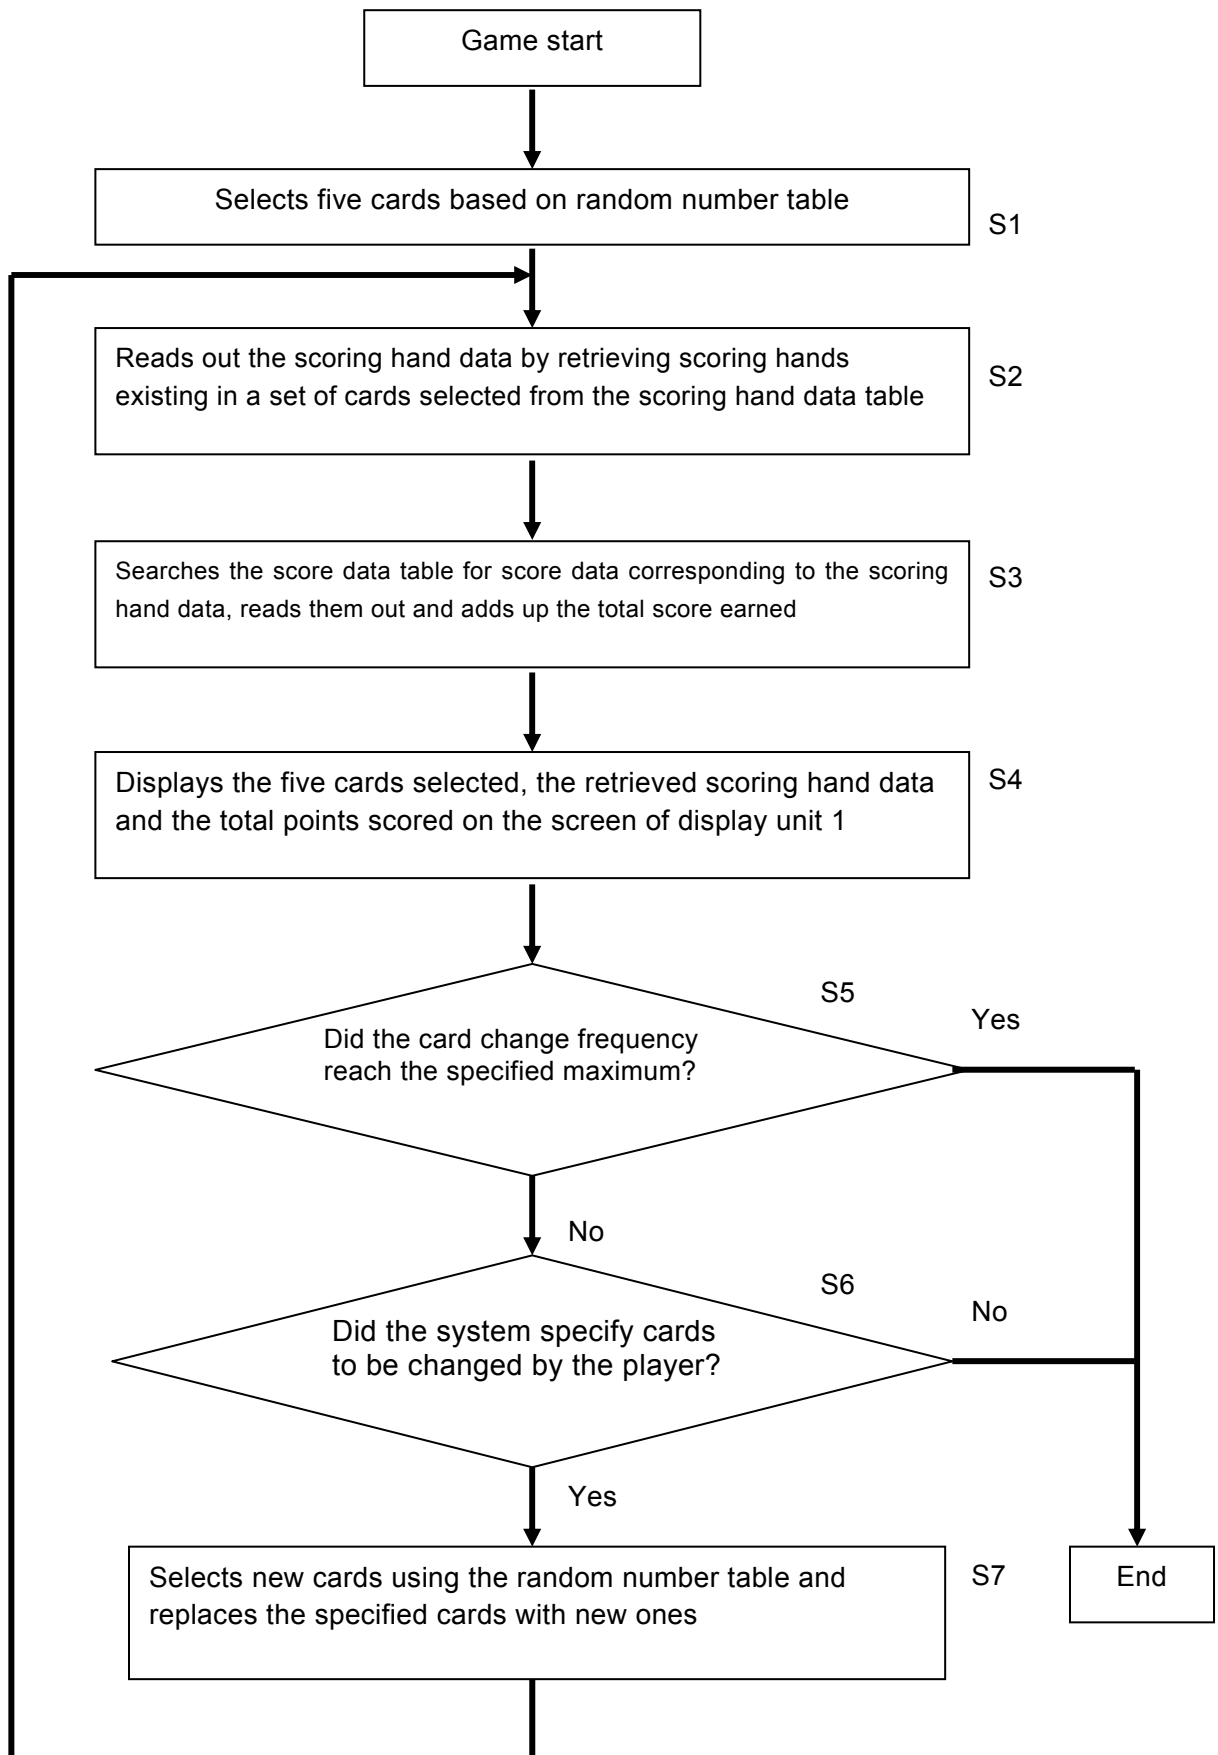 Game start
Selects five cards based on random number table
S1
Reads out the scoring hand data by retrieving scoring hands
existing in a set of cards selected from the scoring hand data table
S2
Searches the score data table for score data corresponding to the scoring
hand data, reads them out and adds up the total score earned
S3
Displays the five cards selected, the retrieved scoring hand data
and the total points scored on the screen of display unit 1
S4
S5
Yes
Did the card change frequency
reach the specified maximum?
No
S6
No
Did the system specify cards
to be changed by the player?
Yes
Selects new cards using the random number table and
replaces the specified cards with new ones
S7
End